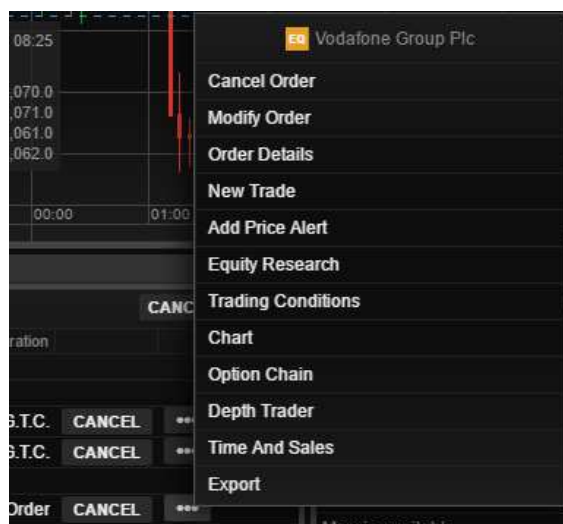 08:25
EQ Vodafone Group Plc
Cancel Order
Modify Order
Order Details
New Trade
Add Price Alert
Equity Research
Trading Conditions
Chart
Option Chain
Depth Trader
Time And Sales
Export
,070.0
,071.0
,061.0
,062.0
00:00 01:00
CANC
ration
G.T.C. CANCEL •••
G.T.C. CANCEL •••
Order CANCEL •••